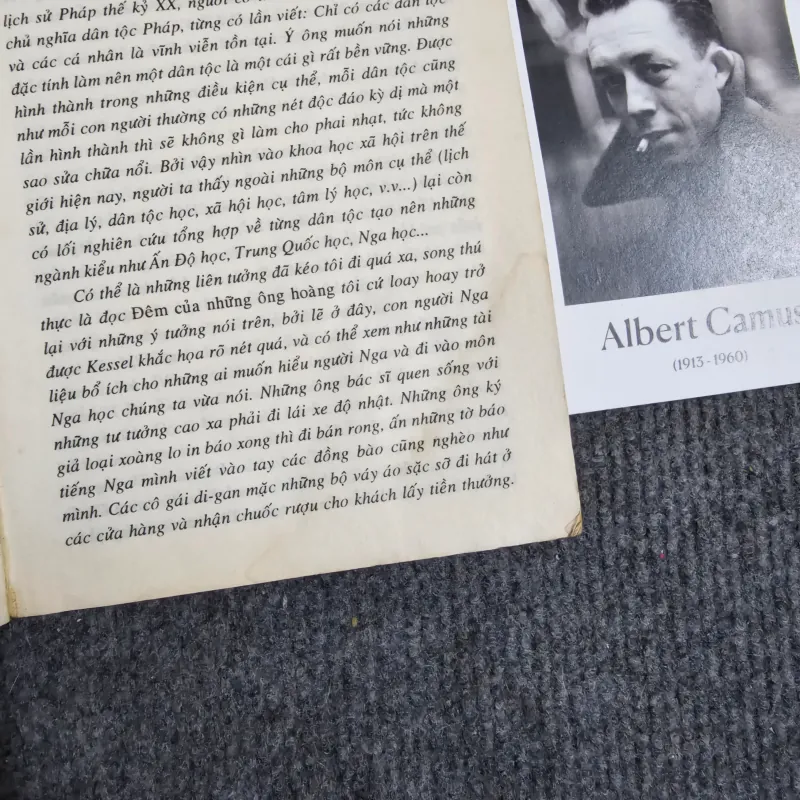 lịch sử Pháp thế kỷ XX, người có
chủ nghĩa dân tộc Pháp, từng có lần viết: Chỉ có các dân tộc
và các cá nhân là vĩnh viễn tồn tại. Ý ông muốn nói những
đặc tính làm nên một dân tộc là một cái gì rất bền vững. Được
hình thành trong những điều kiện cụ thể, mỗi dân tộc cũng
như mỗi con người thường có những nét độc đáo kỳ dị mà một
lần hình thành thì sẽ không gì làm cho phai nhạt, tức không
sao sửa chữa nổi. Bởi vậy nhìn vào khoa học xã hội trên thế
giới hiện nay, người ta thấy ngoài những bộ môn cụ thể (lịch
sử, địa lý, dân tộc học, xã hội học, tâm lý học, v.v...) lại còn
có lối nghiên cứu tổng hợp về từng dân tộc tạo nên những
ngành kiểu như Ấn Độ học, Trung Quốc học, Nga học...
Có thể là những liên tưởng đã kéo tôi đi quá xa, song thú
thực là đọc Đêm của những ông hoàng tôi cứ loay hoay trở
lại với những ý tưởng nói trên, bởi lẽ ở đây, con người Nga
được Kessel khắc họa rõ nét quá, và có thể xem như những tài
liệu bổ ích cho những ai muốn hiểu người Nga và đi vào môn
Nga học chúng ta vừa nói. Những ông bác sĩ quen sống với
những tư tưởng cao xa phải đi lái xe độ nhật. Những ông ký
giả loại xoàng lo in báo xong thì đi bán rong, ấn những tờ báo
tiếng Nga mình viết vào tay các đồng bào cũng nghèo như
mình. Các cô gái di-gan mặc những bộ váy áo sặc sỡ đi hát ở
các cửa hàng và nhận chuốc rượu cho khách lấy tiền thưởng.
Albert Camus
(1913-1960)